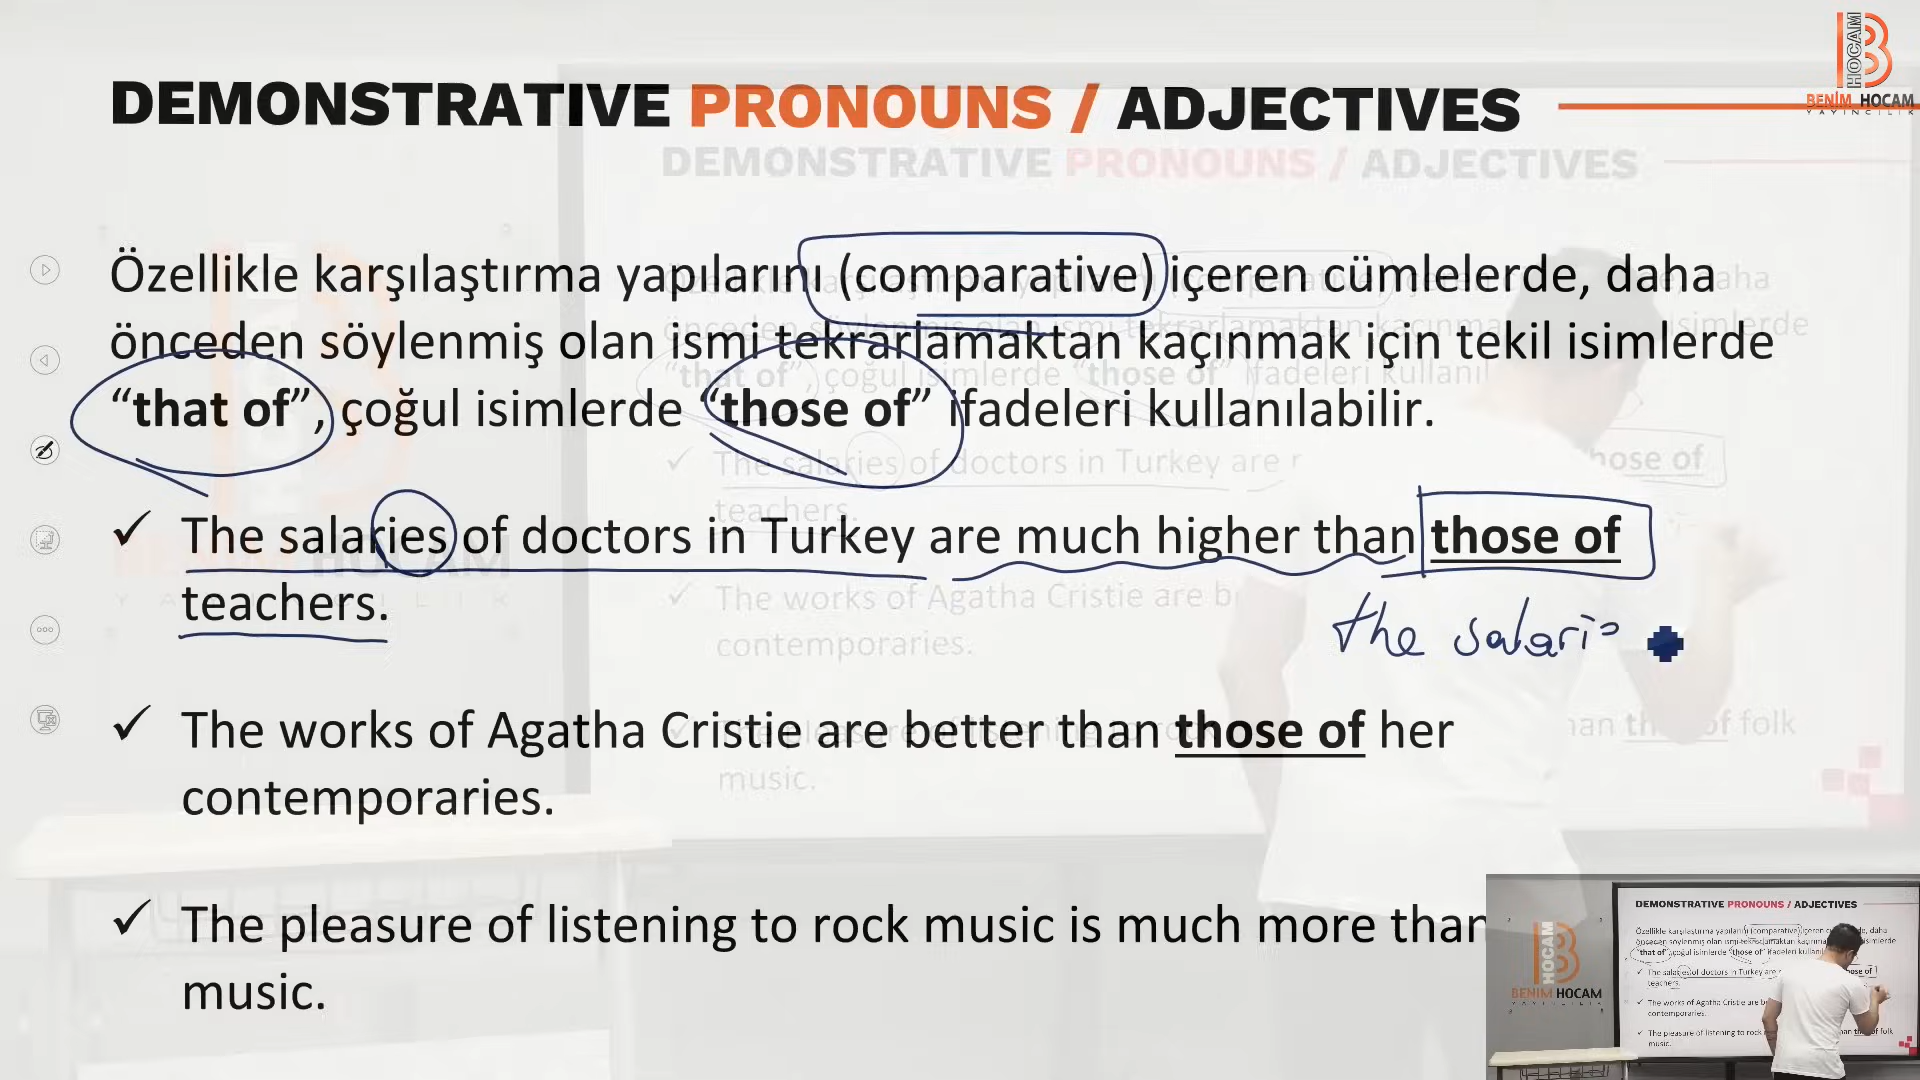 BENİM HOCAM
YAYINCILIK
DEMONSTRATIVE PRONOUNS / ADJECTIVES
Özellikle karşılaştırma yapılarını (comparative) içeren cümlelerde, daha
önceden söylenmiş olan ismi tekrarlamaktan kaçınmak için tekil isimlerde
“that of”, çoğul isimlerde “those of” ifadeleri kullanılabilir.
✓ The salaries of doctors in Turkey are much higher than those of
teachers.
the salari
✓ The works of Agatha Cristie are better than those of her
contemporaries.
✓ The pleasure of listening to rock music is much more than
music.